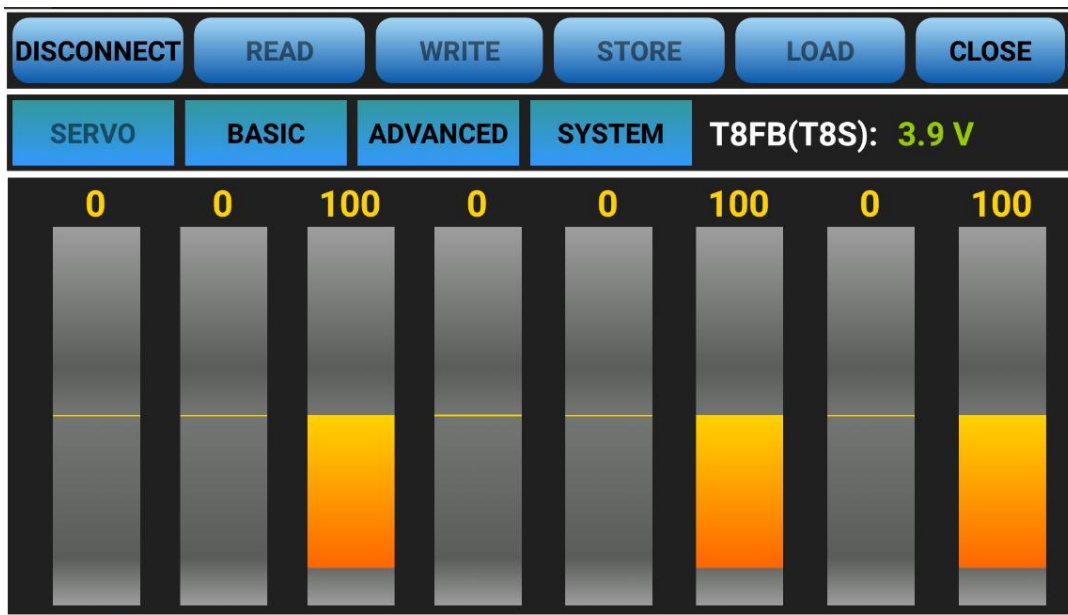 DISCONNECT READ WRITE STORE LOAD CLOSE
SERVO BASIC ADVANCED SYSTEM T8FB(T8S): 3.9 V
0 0 100 0 0 100 0 100